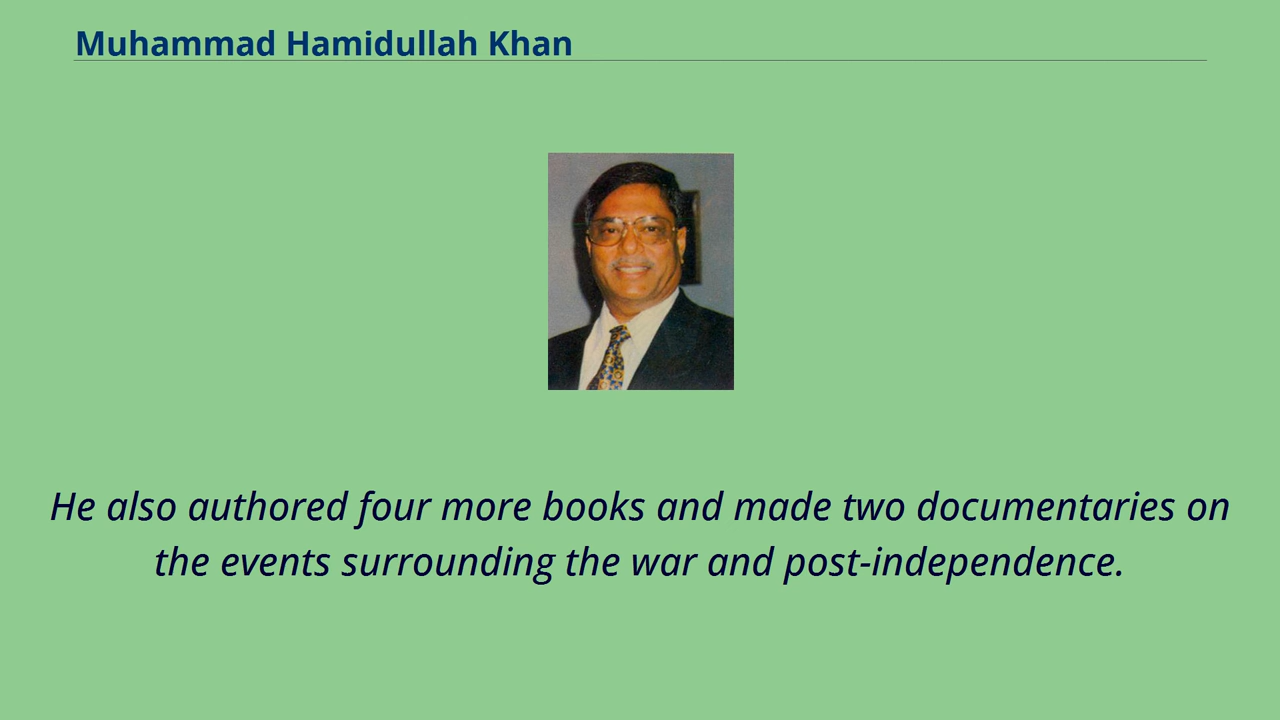 Muhammad Hamidullah Khan
He also authored four more books and made two documentaries on
the events surrounding the war and post-independence.